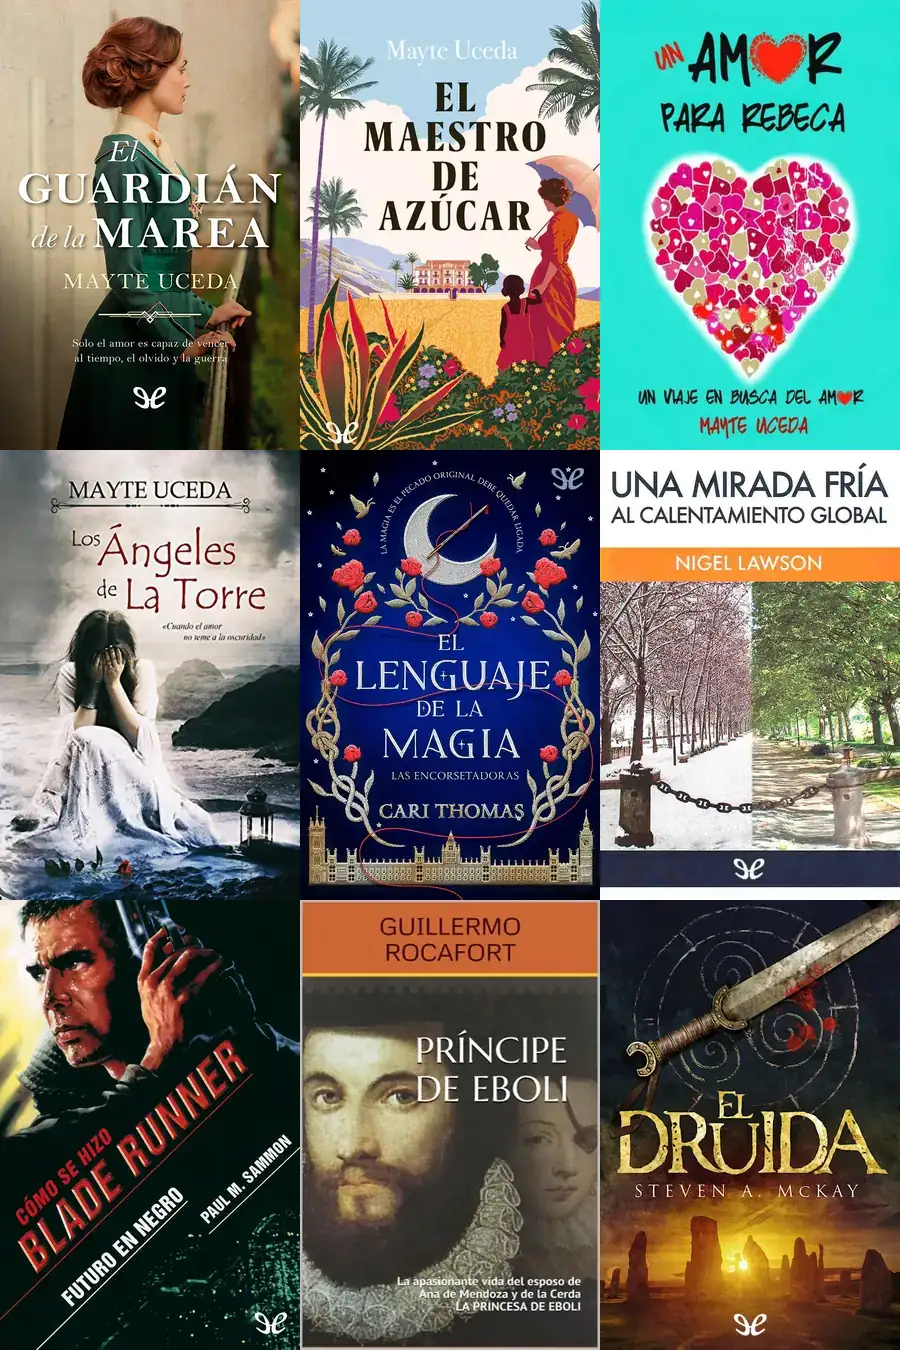 El
GUARDIÁN
de la MAREA
MAYTE UCEDA
Solo el amor es capaz de vencer
al tiempo, el olvido y la guerra
Mayte Uceda
EL
MAESTRO
DE
AZÚCAR
UN AMOR
PARA REBECA
UN VIAJE EN BUSCA DEL AMOR
MAYTE UCEDA
MAYTE UCEDA
Los Ángeles
de La Torre
«Cuando el amor
no teme a la oscuridad»
LA MAGIA ES EL PECADO ORIGINAL DEBE QUEDAR LIGADA
EL
LENGUAJE
DE LA
MAGIA
LAS ENCORSETADORAS
CARI THOMAS
UNA MIRADA FRÍA
AL CALENTAMIENTO GLOBAL
NIGEL LAWSON
CÓMO SE HIZO
BLADE RUNNER
FUTURO EN NEGRO
PAUL M. SAMMON
GUILLERMO
ROCAFORT
PRÍNCIPE
DE EBOLI
La apasionante vida del esposo de
Ana de Mendoza y de la Cerda
LA PRINCESA DE EBOLI
EL
DRUIDA
STEVEN A. McKAY